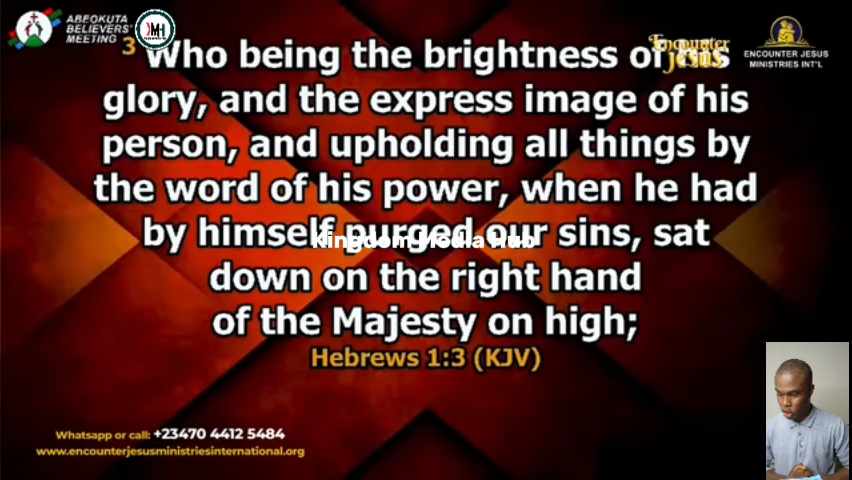 ABEOKUTA
BELIEVERS'
MEETING
KMH
Encounter
Jesus
ENCOUNTER JESUS
MINISTRIES INT'L
3 Who being the brightness of his
glory, and the express image of his
person, and upholding all things by
the word of his power, when he had
by himself purged our sins, sat
Kingdom Media Hub
down on the right hand
of the Majesty on high;
Hebrews 1:3 (KJV)
Whatsapp or call: +23470 4412 5484
www.encounterjesusministriesinternational.org